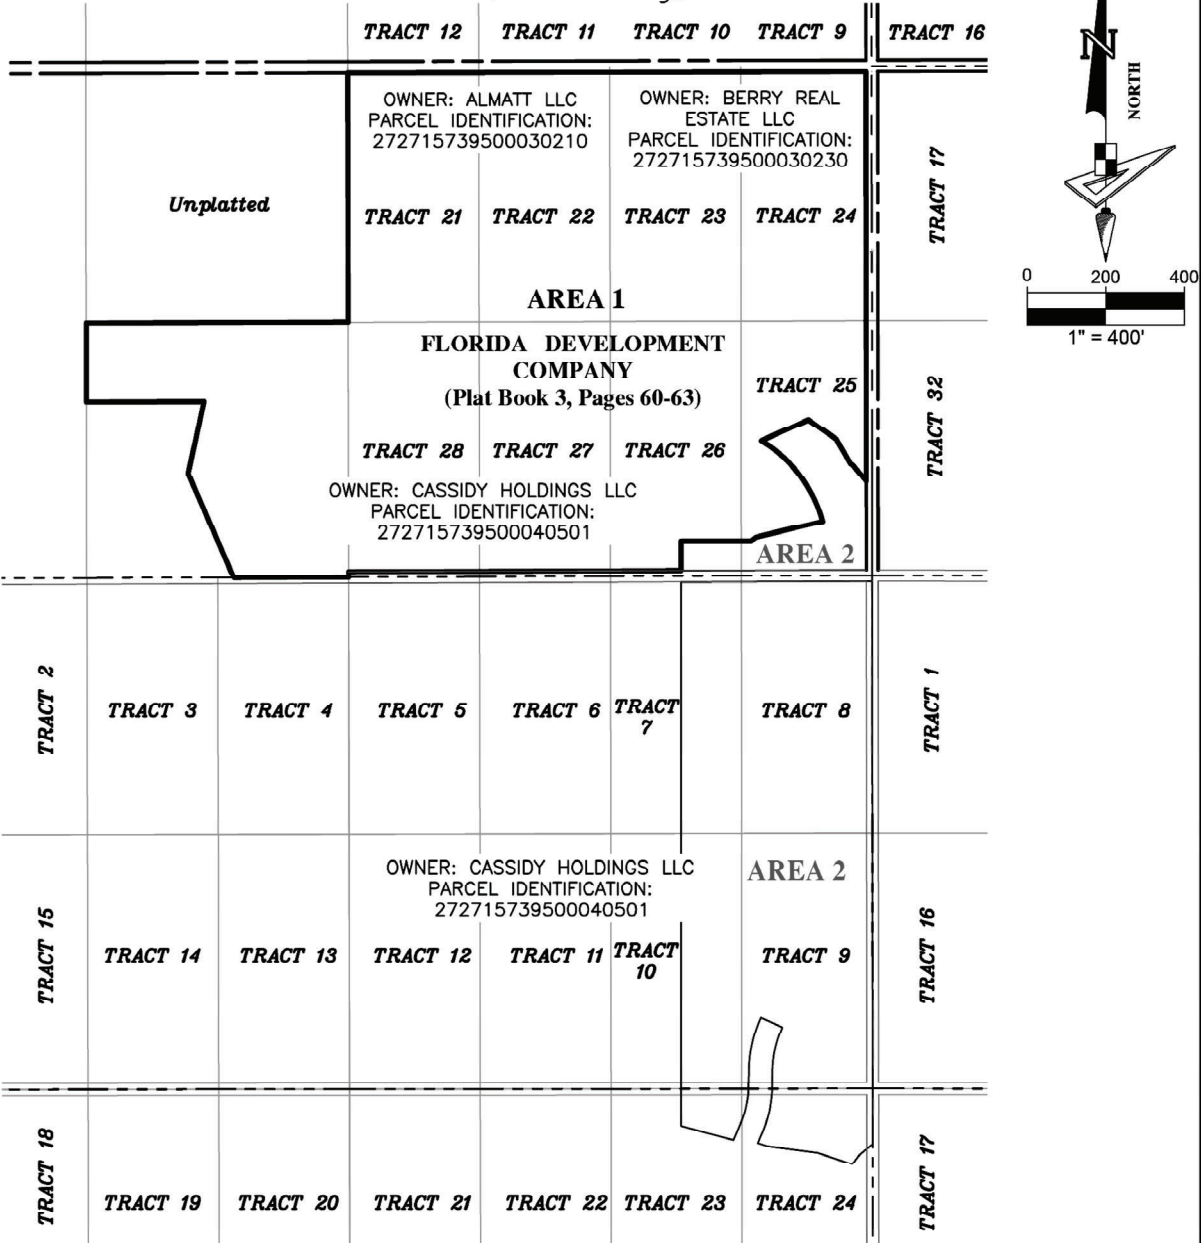 TRACT 12 TRACT 11 TRACT 10 TRACT 9 TRACT 16
N
NORTH
OWNER: ALMATT LLC
PARCEL IDENTIFICATION:
272715739500030210
OWNER: BERRY REAL
ESTATE LLC
PARCEL IDENTIFICATION:
272715739500030230
Unplatted
TRACT 21 TRACT 22 TRACT 23 TRACT 24
TRACT 17
0 200 400
1" = 400'
AREA 1
FLORIDA DEVELOPMENT
COMPANY
(Plat Book 3, Pages 60-63)
TRACT 25
TRACT 32
TRACT 28 TRACT 27 TRACT 26
OWNER: CASSIDY HOLDINGS LLC
PARCEL IDENTIFICATION:
272715739500040501
AREA 2
TRACT 2
TRACT 3 TRACT 4 TRACT 5 TRACT 6 TRACT
7
TRACT 8
TRACT 1
OWNER: CASSIDY HOLDINGS LLC
PARCEL IDENTIFICATION:
272715739500040501
AREA 2
TRACT 15
TRACT 14 TRACT 13 TRACT 12 TRACT 11 TRACT
10
TRACT 9
TRACT 16
TRACT 18
TRACT 19 TRACT 20 TRACT 21 TRACT 22 TRACT 23 TRACT 24
TRACT 17